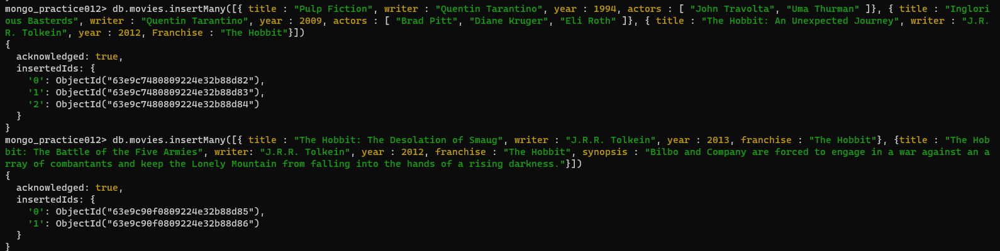 mongo_practice012> db.movies.insertMany([{ title : "Pulp Fiction", writer : "Quentin Tarantino", year : 1994, actors : [ "John Travolta", "Uma Thurman" ]}, { title : "Inglori
ous Basterds", writer : "Quentin Tarantino", year : 2009, actors : [ "Brad Pitt", "Diane Kruger", "Eli Roth" ]}, { title : "The Hobbit: An Unexpected Journey", writer : "J.R.
R. Tolkein", year : 2012, Franchise : "The Hobbit"}])
{
  acknowledged: true,
  insertedIds: {
    '0': ObjectId("63e9c7480809224e32b88d82"),
    '1': ObjectId("63e9c7480809224e32b88d83"),
    '2': ObjectId("63e9c7480809224e32b88d84")
  }
}
mongo_practice012> db.movies.insertMany([{ title : "The Hobbit: The Desolation of Smaug", writer : "J.R.R. Tolkein", year : 2013, franchise : "The Hobbit"}, {title : "The Hob
bit: The Battle of the Five Armies", writer: "J.R.R. Tolkein", year : 2012, franchise : "The Hobbit", synopsis : "Bilbo and Company are forced to engage in a war against an a
rray of combantants and keep the Lonely Mountain from falling into the hands of a rising darkness."}])
{
  acknowledged: true,
  insertedIds: {
    '0': ObjectId("63e9c90f0809224e32b88d85"),
    '1': ObjectId("63e9c90f0809224e32b88d86")
  }
}